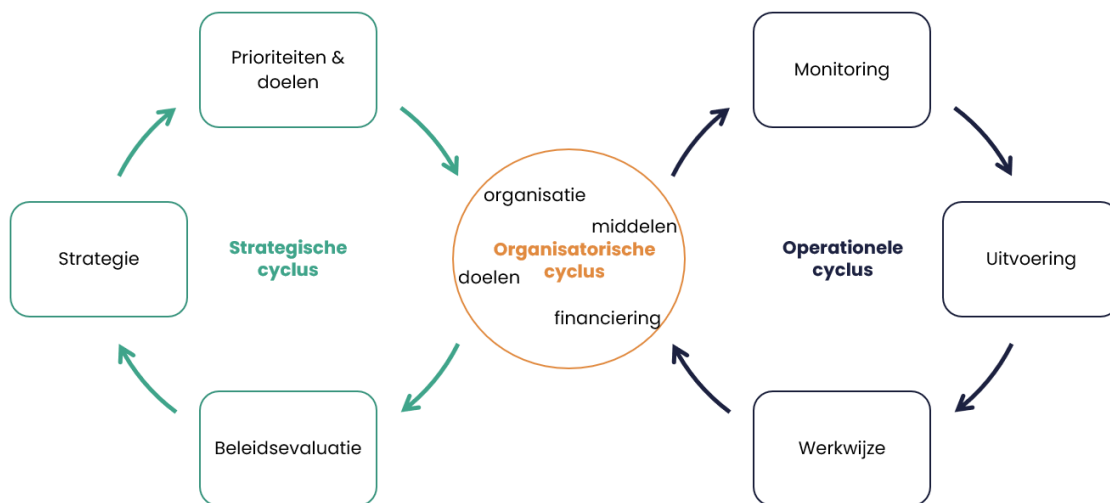 Prioriteiten &
doelen
Monitoring
organisatie
middelen
Strategie
Strategische
cyclus
Organisatorische
cyclus
Operationele
cyclus
Uitvoering
doelen
financiering
Beleidsevaluatie
Werkwijze